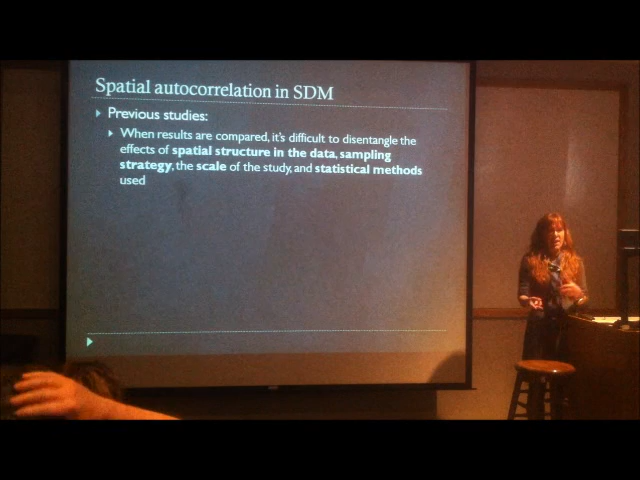 Spatial autocorrelation in SDM
Previous studies:
When results are compared, it's difficult to disentangle the
effects of spatial structure in the data, sampling
strategy, the scale of the study, and statistical methods
used